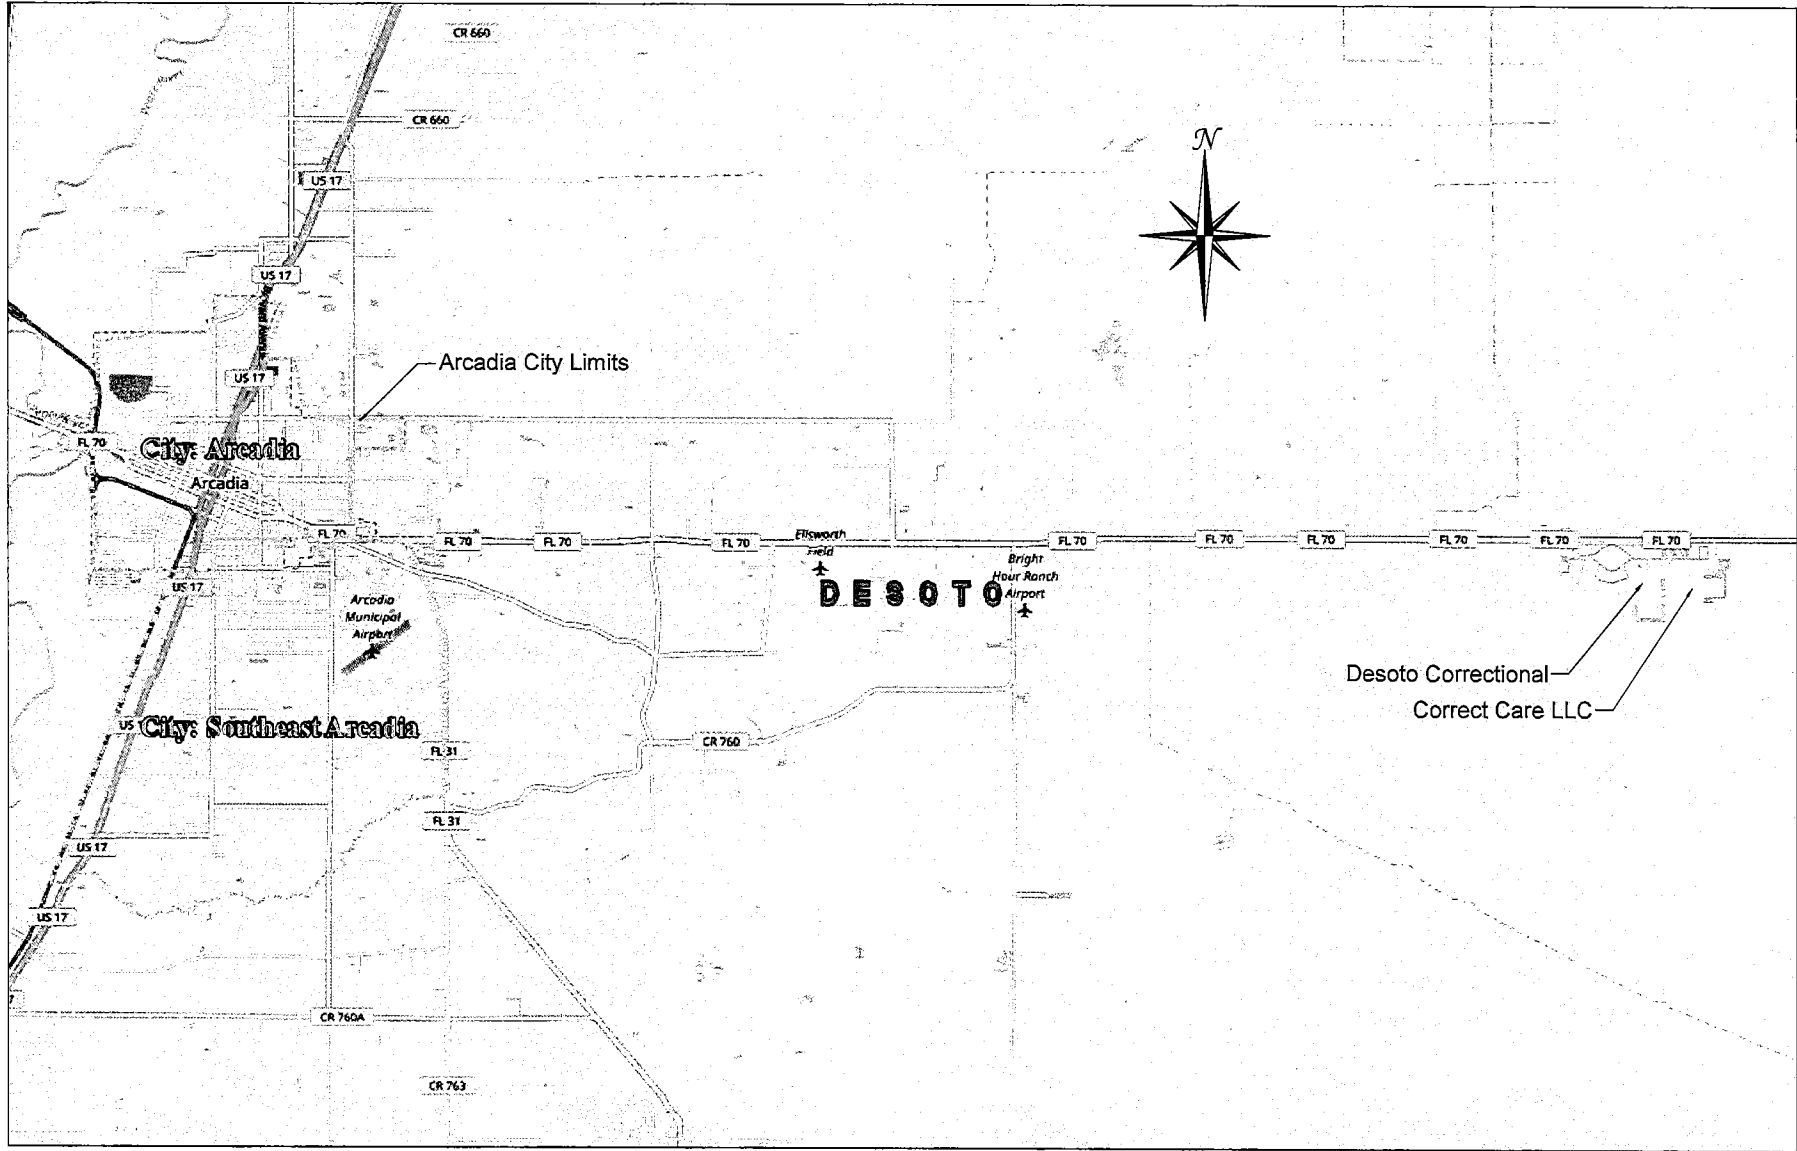 CR 660
Peace
CR 660
N
US 17
US 17
Arcadia City Limits
US 17
FL 70
City: Arcadia
Arcadia
FL 70
FL 70
FL 70
FL 70
Ellsworth
Field
FL 70
FL 70
FL 70
FL 70
FL 70
FL 70
Bright
Hour Ranch
Airport
DESOTO
US 17
Arcadia
Municipal
Airport
Desoto Correctional
Correct Care LLC
US
City: Southeast Arcadia
FL 31
CR 760
FL 31
US 17
US 17
7
CR 760A
CR 763